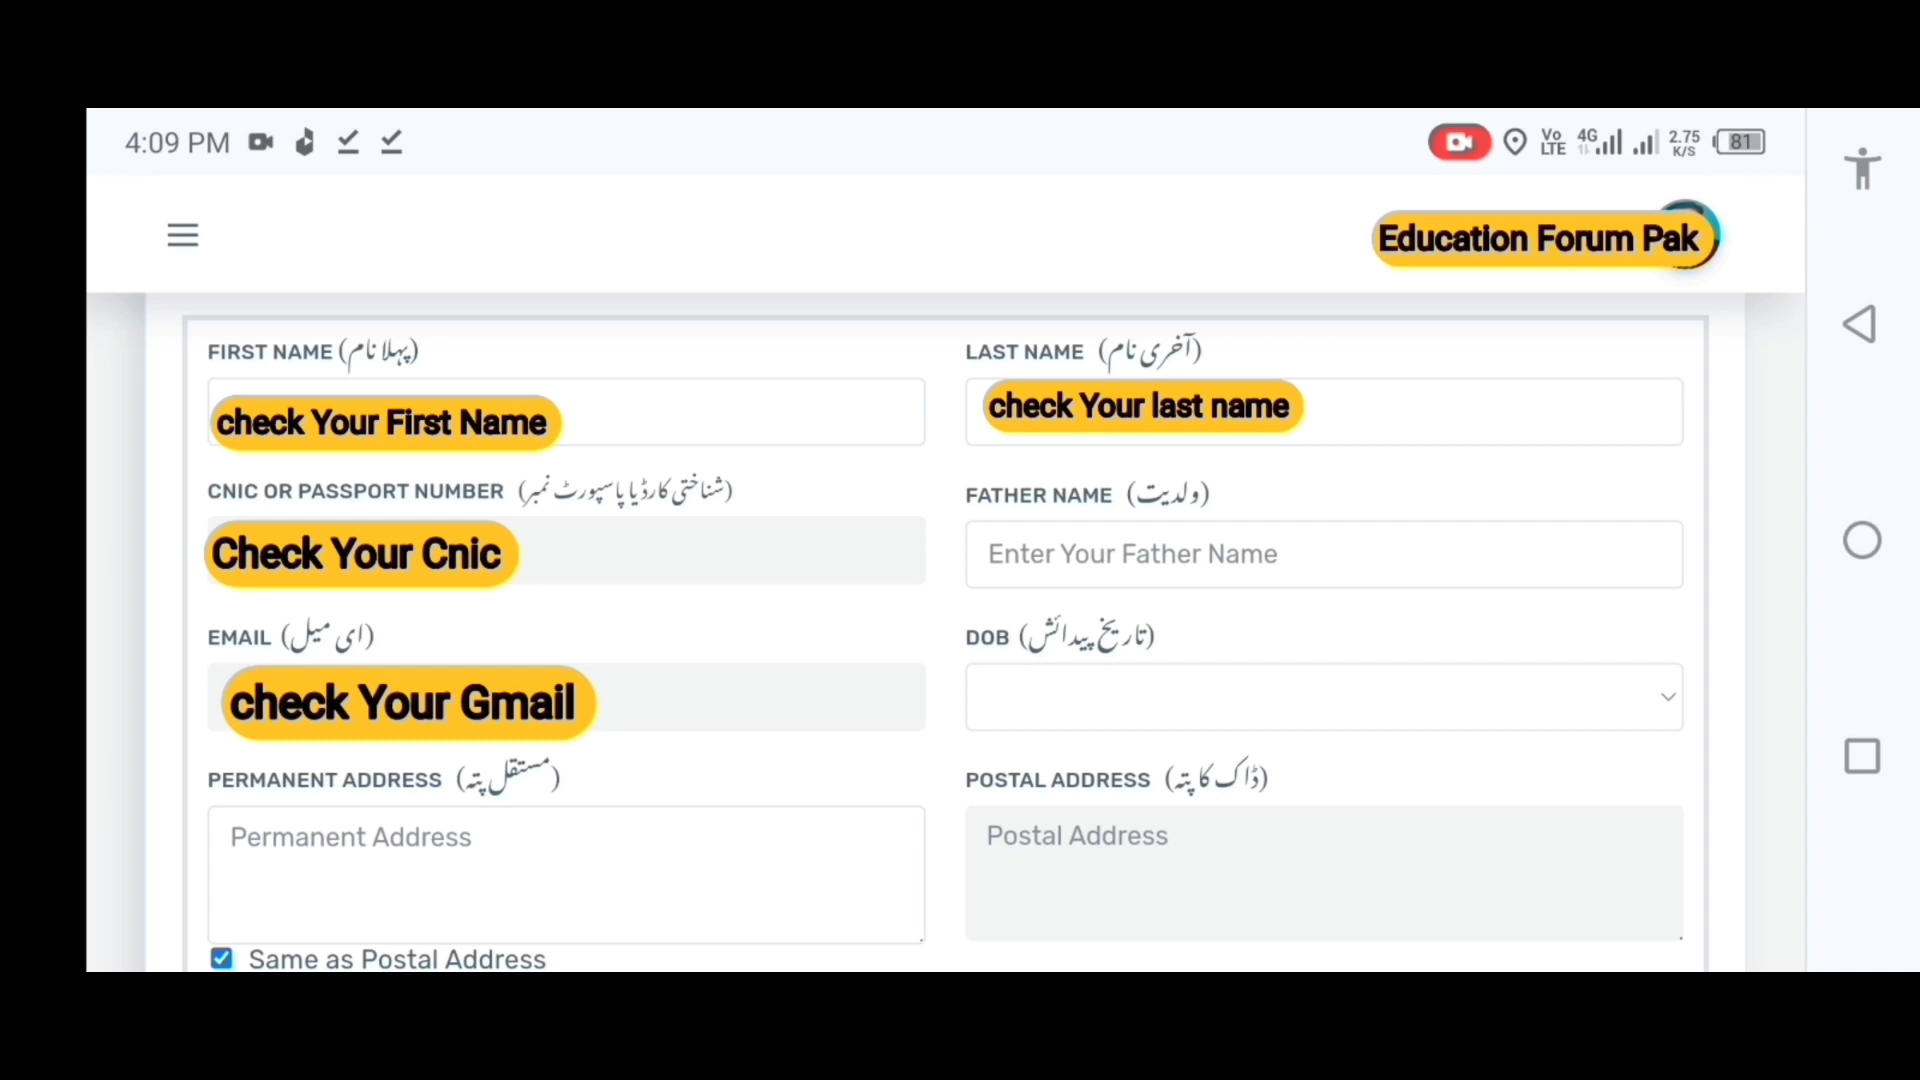 4:09 PM
Vo LTE 4G 2.75 K/S 81
Education Forum Pak
FIRST NAME (پہلا نام)
LAST NAME (آخری نام)
check Your First Name
check Your last name
CNIC OR PASSPORT NUMBER (شناختی کارڈ یا پاسپورٹ نمبر)
FATHER NAME (ولدیت)
Check Your Cnic
Enter Your Father Name
EMAIL (ای میل)
DOB (تاریخ پیدائش)
check Your Gmail
PERMANENT ADDRESS (مستقل پتہ)
POSTAL ADDRESS (ڈاک کا پتہ)
Permanent Address
Postal Address
Same as Postal Address